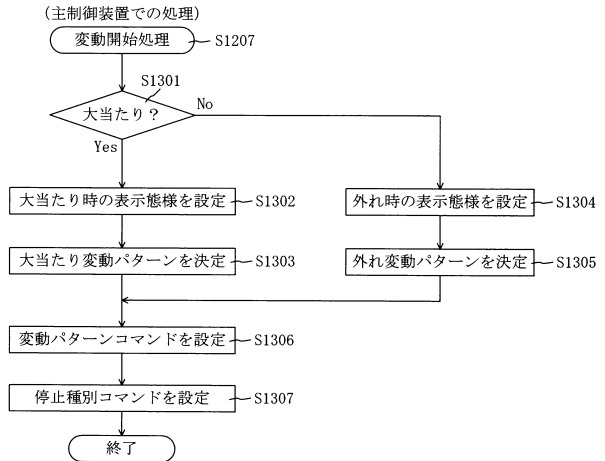 (主制御装置での処理)
変動開始処理 S1207
S1301
大当たり？ No
Yes
大当たり時の表示態様を設定 S1302
外れ時の表示態様を設定 S1304
大当たり変動パターンを決定 S1303
外れ変動パターンを決定 S1305
変動パターンコマンドを設定 S1306
停止種別コマンドを設定 S1307
終了